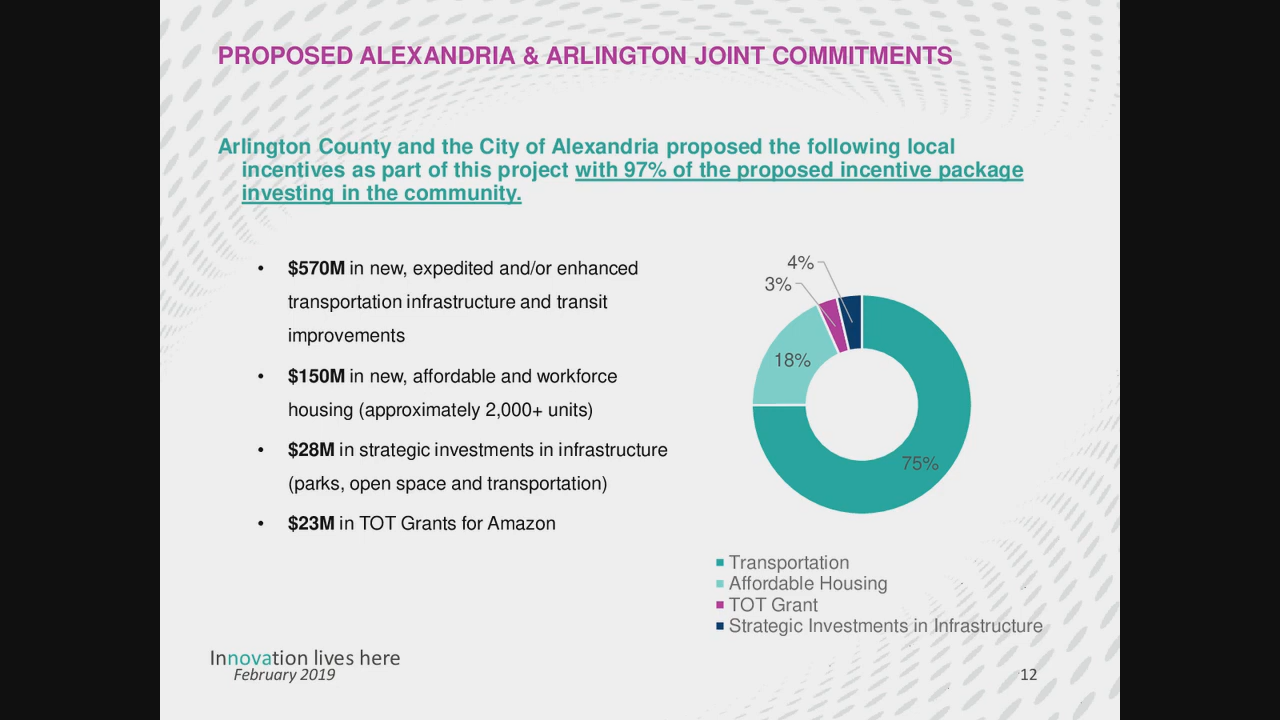 PROPOSED ALEXANDRIA & ARLINGTON JOINT COMMITMENTS
Arlington County and the City of Alexandria proposed the following local
incentives as part of this project with 97% of the proposed incentive package
investing in the community.
• $570M in new, expedited and/or enhanced
transportation infrastructure and transit
improvements
• $150M in new, affordable and workforce
housing (approximately 2,000+ units)
• $28M in strategic investments in infrastructure
(parks, open space and transportation)
• $23M in TOT Grants for Amazon
4%
3%
18%
75%
Transportation
Affordable Housing
TOT Grant
Strategic Investments in Infrastructure
Innovation lives here
February 2019
12